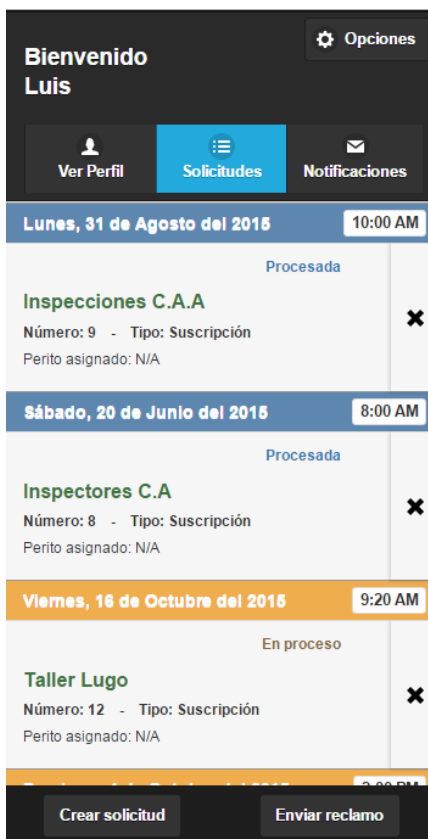 Opciones
Bienvenido
Luis
Ver Perfil Solicitudes Notificaciones
Lunes, 31 de Agosto del 2015 10:00 AM
Procesada
Inspecciones C.A.A
Número: 9 - Tipo: Suscripción
Perito asignado: N/A
Sábado, 20 de Junio del 2015 8:00 AM
Procesada
Inspectores C.A
Número: 8 - Tipo: Suscripción
Perito asignado: N/A
Viernes, 16 de Octubre del 2015 9:20 AM
En proceso
Taller Lugo
Número: 12 - Tipo: Suscripción
Perito asignado: N/A
Crear solicitud Enviar reclamo